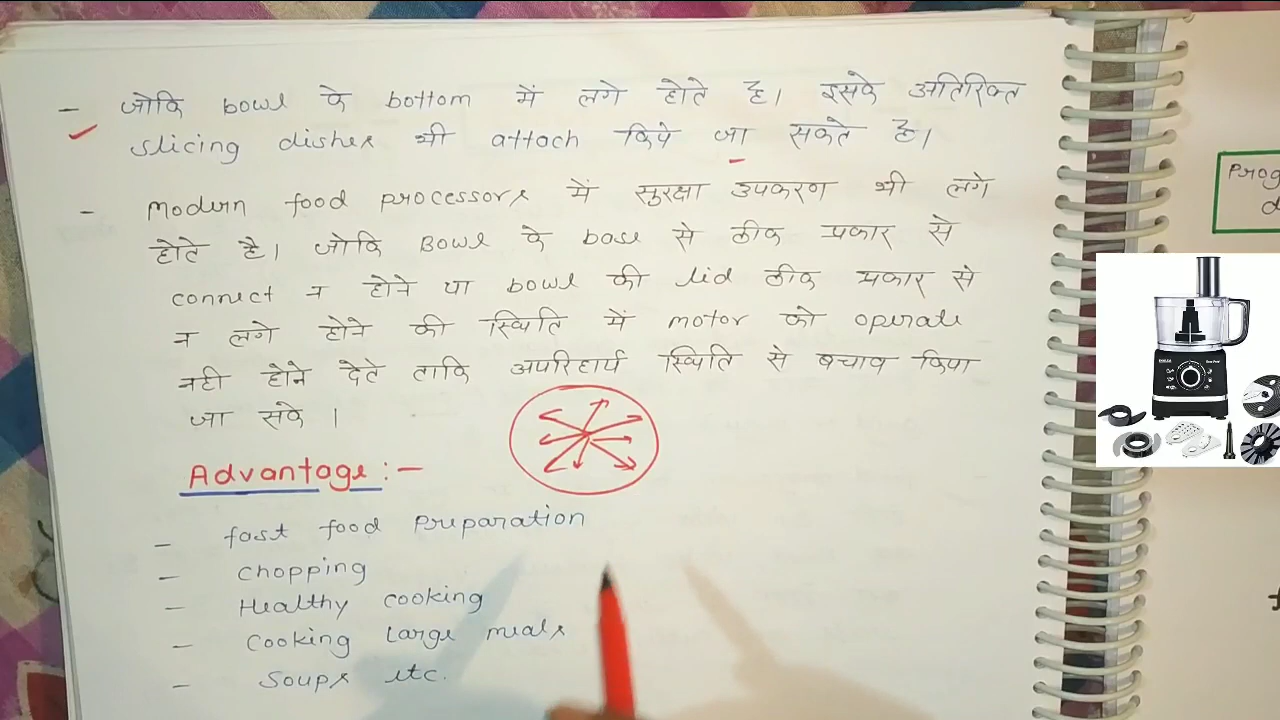 - जोकि bowl के bottom में लगे होते है। इसके अतिरिक्त
slicing dishes भी attach किये जा सकते है।
- Modern food processors में सुरक्षा उपकरण भी लगे
होते है। जोकि Bowl के base से ठीक प्रकार से
connect न होने या bowl की lid ठीक प्रकार से
न लगे होने की स्थिति में motor को operate
नही होने देते ताकि अपरिहार्य स्थिति से बचाव किया
जा सके।
Advantage :-
- fast food preparation
- Chopping
- Healthy cooking
- Cooking Large meals
- Soups etc.
Prog
d